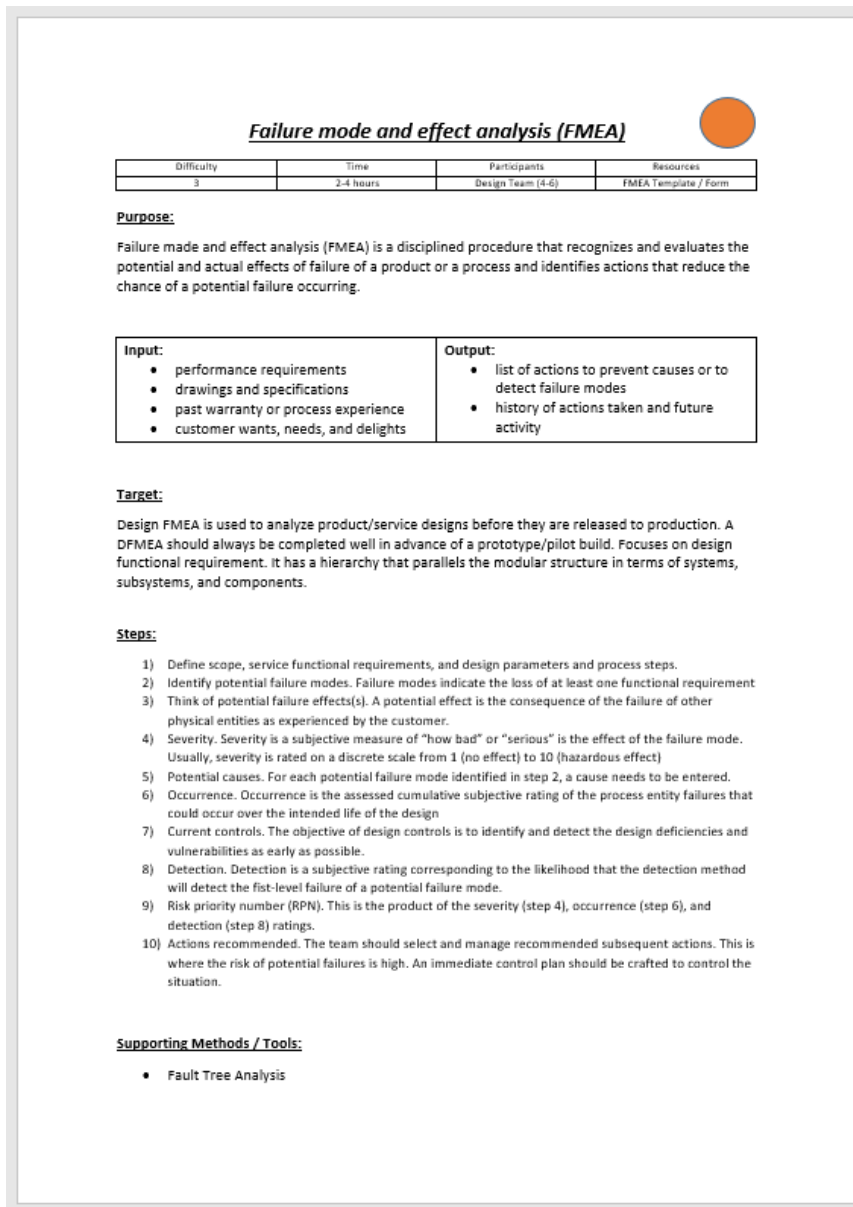 Failure mode and effect analysis (FMEA)
Difficulty Time Participants Resources
3 2-4 hours Design Team (4-6) FMEA Template / Form
Purpose:
Failure made and effect analysis (FMEA) is a disciplined procedure that recognizes and evaluates the
potential and actual effects of failure of a product or a process and identifies actions that reduce the
chance of a potential failure occurring.
Input:
• performance requirements
• drawings and specifications
• past warranty or process experience
• customer wants, needs, and delights
Output:
• list of actions to prevent causes or to
detect failure modes
• history of actions taken and future
activity
Target:
Design FMEA is used to analyze product/service designs before they are released to production. A
DFMEA should always be completed well in advance of a prototype/pilot build. Focuses on design
functional requirement. It has a hierarchy that parallels the modular structure in terms of systems,
subsystems, and components.
Steps:
1) Define scope, service functional requirements, and design parameters and process steps.
2) Identify potential failure modes. Failure modes indicate the loss of at least one functional requirement
3) Think of potential failure effects(s). A potential effect is the consequence of the failure of other
physical entities as experienced by the customer.
4) Severity. Severity is a subjective measure of “how bad” or “serious” is the effect of the failure mode.
Usually, severity is rated on a discrete scale from 1 (no effect) to 10 (hazardous effect)
5) Potential causes. For each potential failure mode identified in step 2, a cause needs to be entered.
6) Occurrence. Occurrence is the assessed cumulative subjective rating of the process entity failures that
could occur over the intended life of the design
7) Current controls. The objective of design controls is to identify and detect the design deficiencies and
vulnerabilities as early as possible.
8) Detection. Detection is a subjective rating corresponding to the likelihood that the detection method
will detect the fist-level failure of a potential failure mode.
9) Risk priority number (RPN). This is the product of the severity (step 4), occurrence (step 6), and
detection (step 8) ratings.
10) Actions recommended. The team should select and manage recommended subsequent actions. This is
where the risk of potential failures is high. An immediate control plan should be crafted to control the
situation.
Supporting Methods / Tools:
• Fault Tree Analysis